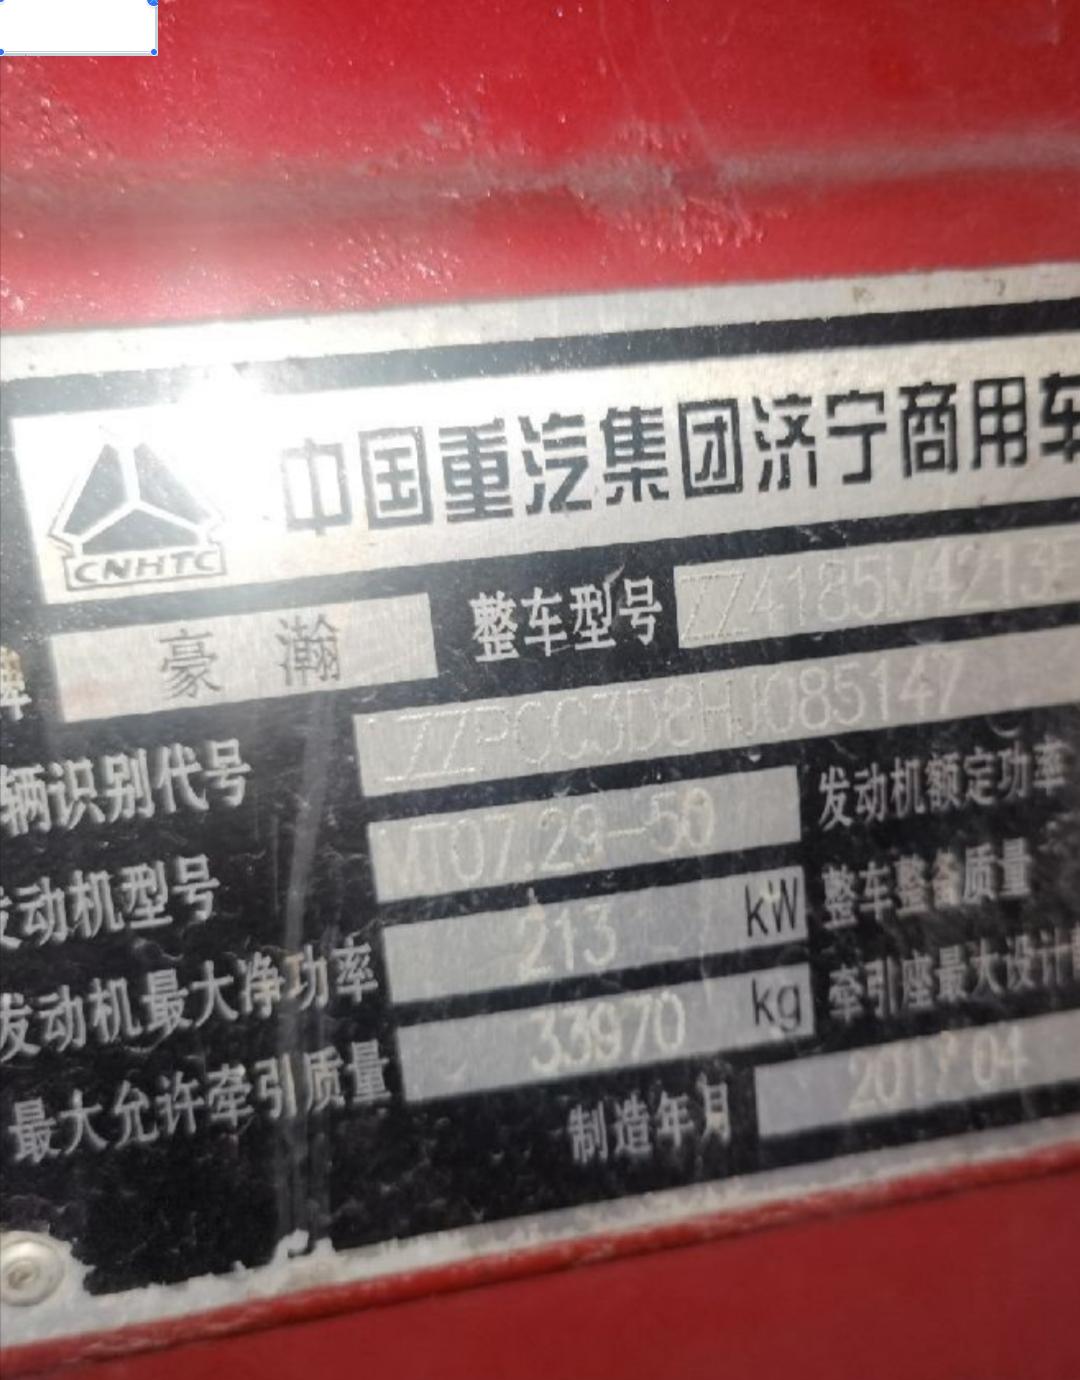 中国重汽集团济宁商用车
CNHTC
牌 豪瀚 整车型号 ZZ4185M4213
辆识别代号 LZZPCC3D8HJ085147
发动机型号 MT07.29-50 发动机额定功率
发动机最大净功率 213 kW 整车整备质量
最大允许牵引质量 33970 kg 牵引座最大设计
制造年月 2017 04